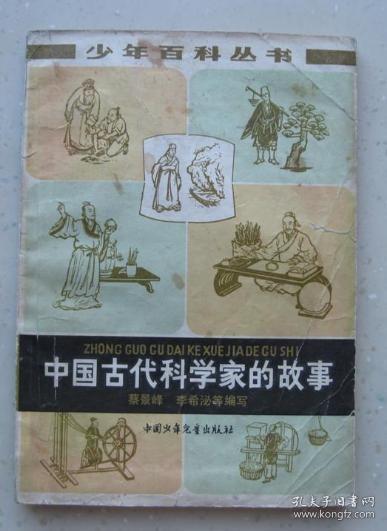 少年百科丛书
ZHONG GUO GU DAI KE XUE JIA DE GU SHI
中国古代科学家的故事
蔡景峰 李希泌等编写
中国少年儿童出版社
孔夫子旧书网
book.kongfz.com